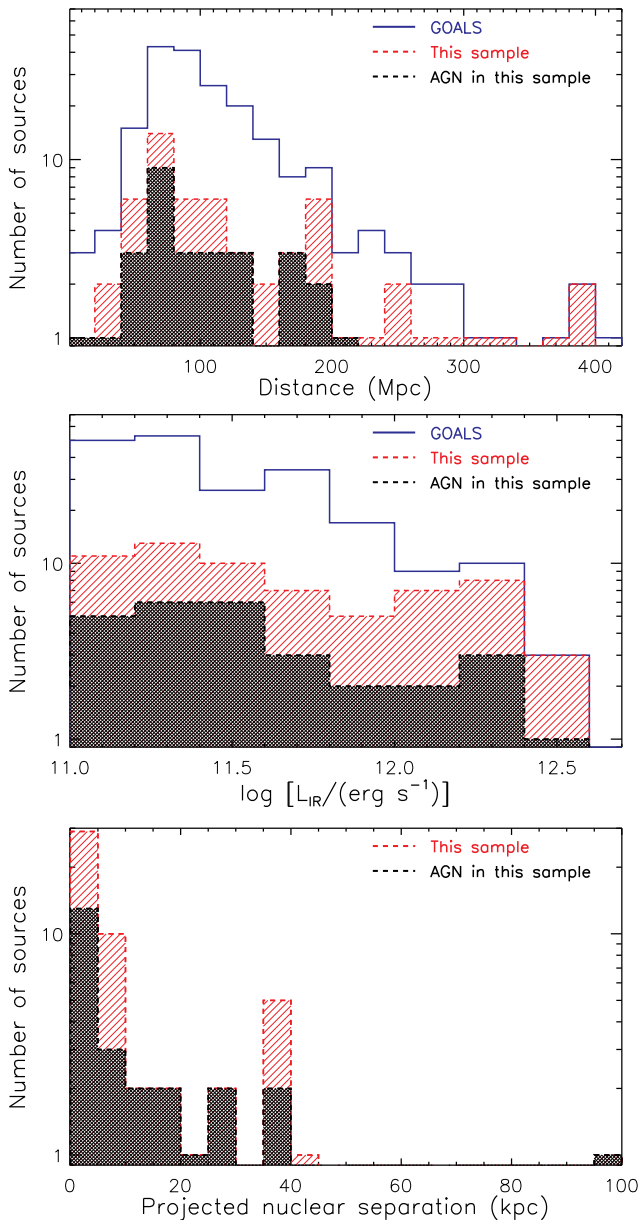 GOALS
This sample
AGN in this sample
Number of sources
10
1
100 200 300 400
Distance (Mpc)
GOALS
This sample
AGN in this sample
Number of sources
10
1
11.0 11.5 12.0 12.5
log [L_IR/(erg s⁻¹)]
This sample
AGN in this sample
Number of sources
10
1
0 20 40 60 80 100
Projected nuclear separation (kpc)